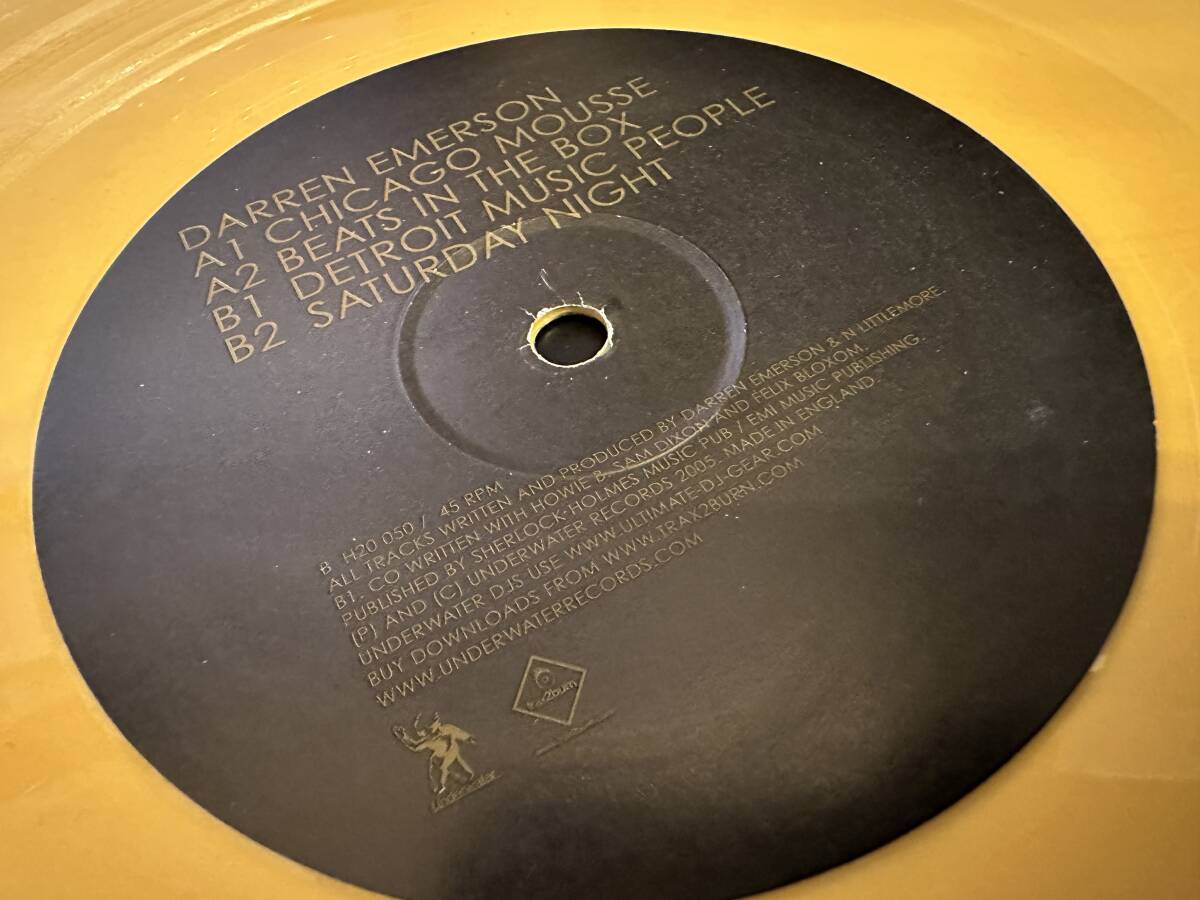 DARREN EMERSON
A1 CHICAGO MOUSSE
A2 BEATS IN THE BOX
B1 DETROIT MUSIC PEOPLE
B2 SATURDAY NIGHT
B H20 050 / 45 RPM
ALL TRACKS WRITTEN AND PRODUCED BY DARREN EMERSON & N LITTLEMORE.
B1. CO WRITTEN WITH HOWIE B, SAM DIXON AND FELIX BLOXOM.
PUBLISHED BY SHERLOCK-HOLMES MUSIC PUB / EMI MUSIC PUBLISHING.
(P) AND (C) UNDERWATER RECORDS 2005. MADE IN ENGLAND.
UNDERWATER DJS USE WWW.ULTIMATE-DJ-GEAR.COM
BUY DOWNLOADS FROM WWW.TRAX2BURN.COM
WWW.UNDERWATERRECORDS.COM
trax2burn
Underwater